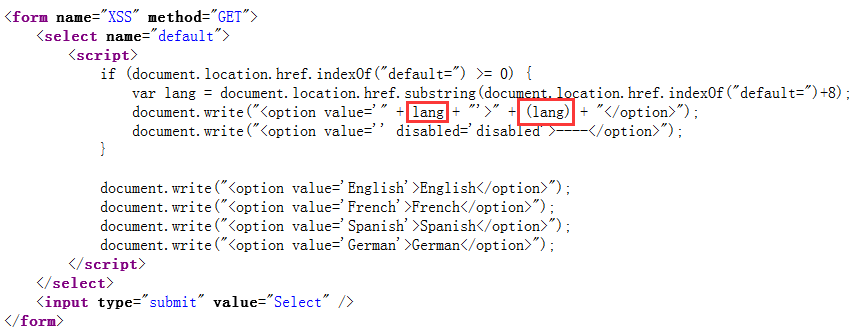 <form name="XSS" method="GET">
<select name="default">
<script>
if (document.location.href.indexOf("default=") >= 0) {
var lang = document.location.href.substring(document.location.href.indexOf("default=")+8);
document.write("<option value='" + lang + "'>" + (lang) + "</option>");
document.write("<option value='' disabled='disabled'>----</option>");
}
document.write("<option value='English'>English</option>");
document.write("<option value='French'>French</option>");
document.write("<option value='Spanish'>Spanish</option>");
document.write("<option value='German'>German</option>");
</script>
</select>
<input type="submit" value="Select" />
</form>